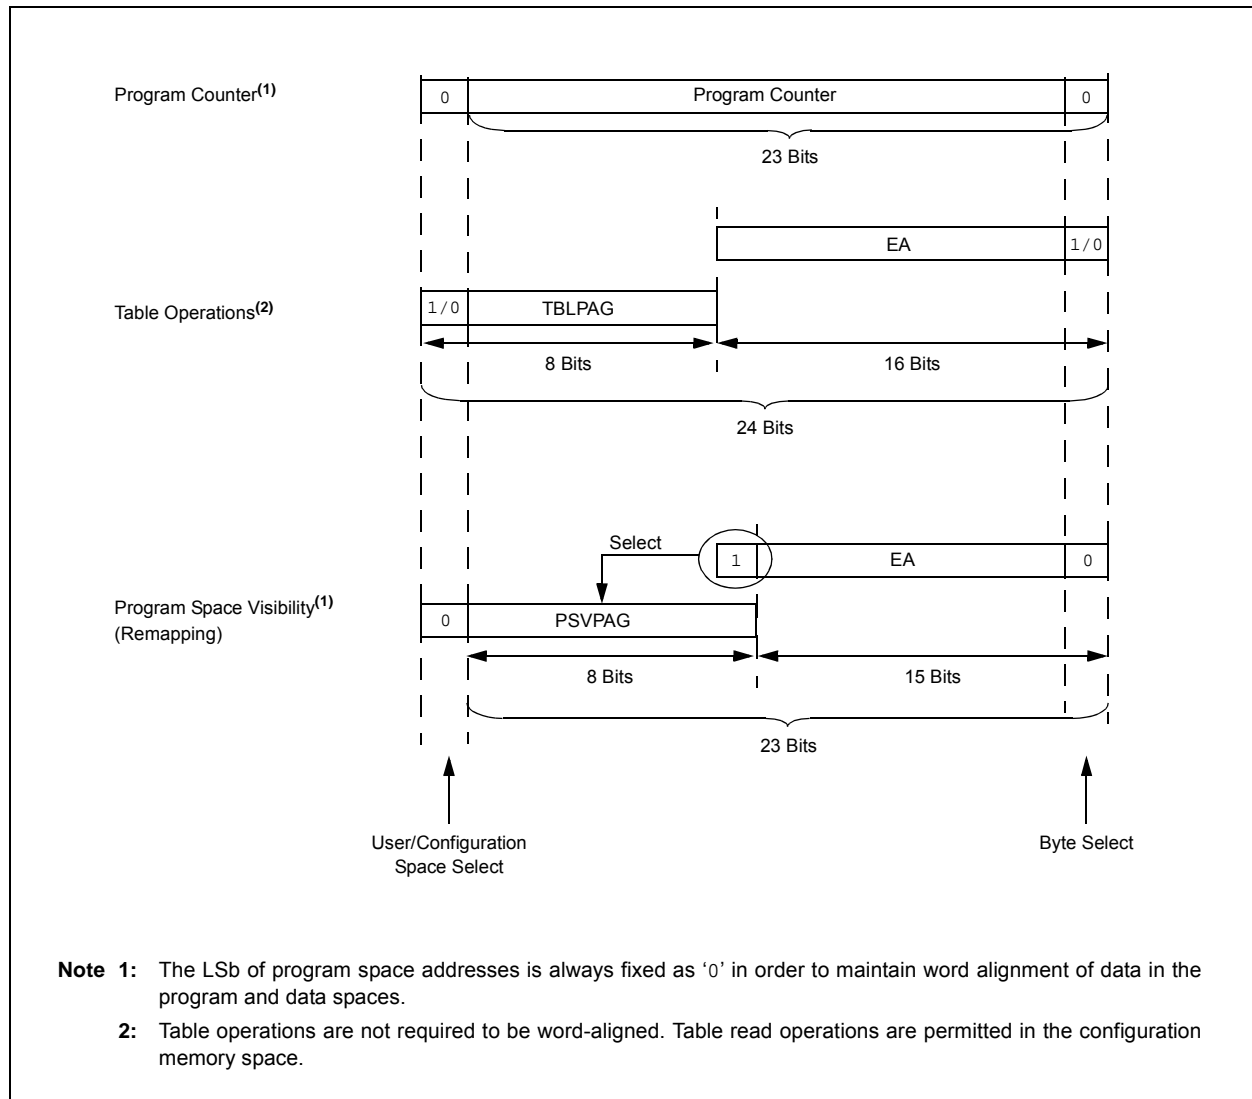 Program Counter(1)
0
Program Counter
0
23 Bits
EA
1/0
Table Operations(2)
1/0
TBLPAG
8 Bits
16 Bits
24 Bits
Select
1
EA
0
Program Space Visibility(1)
(Remapping)
0
PSVPAG
8 Bits
15 Bits
23 Bits
User/Configuration
Space Select
Byte Select
Note 1: The LSb of program space addresses is always fixed as ‘0’ in order to maintain word alignment of data in the
program and data spaces.
2: Table operations are not required to be word-aligned. Table read operations are permitted in the configuration
memory space.